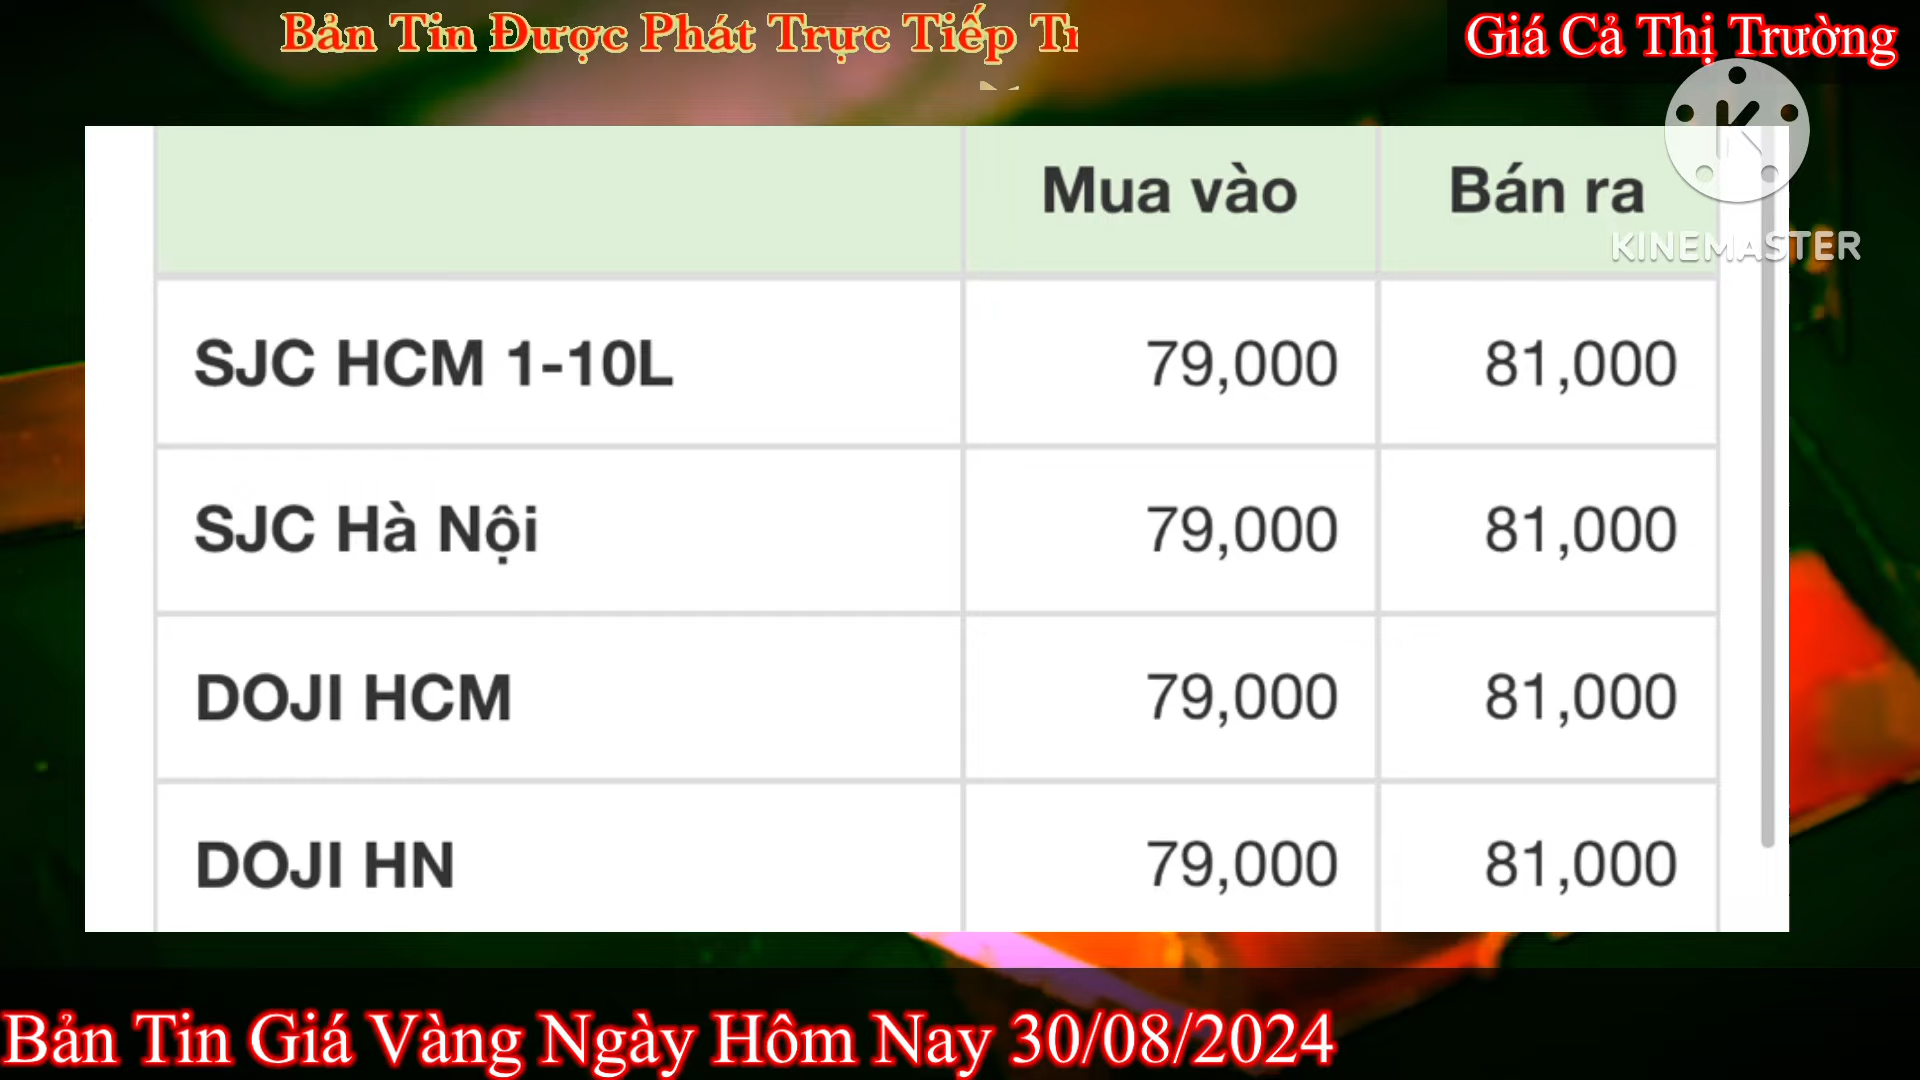 Bản Tin Được Phát Trực Tiếp
Giá Cả Thị Trường
KINEMASTER
Mua vào Bán ra
SJC HCM 1-10L 79,000 81,000
SJC Hà Nội 79,000 81,000
DOJI HCM 79,000 81,000
DOJI HN 79,000 81,000
Bản Tin Giá Vàng Ngày Hôm Nay 30/08/2024